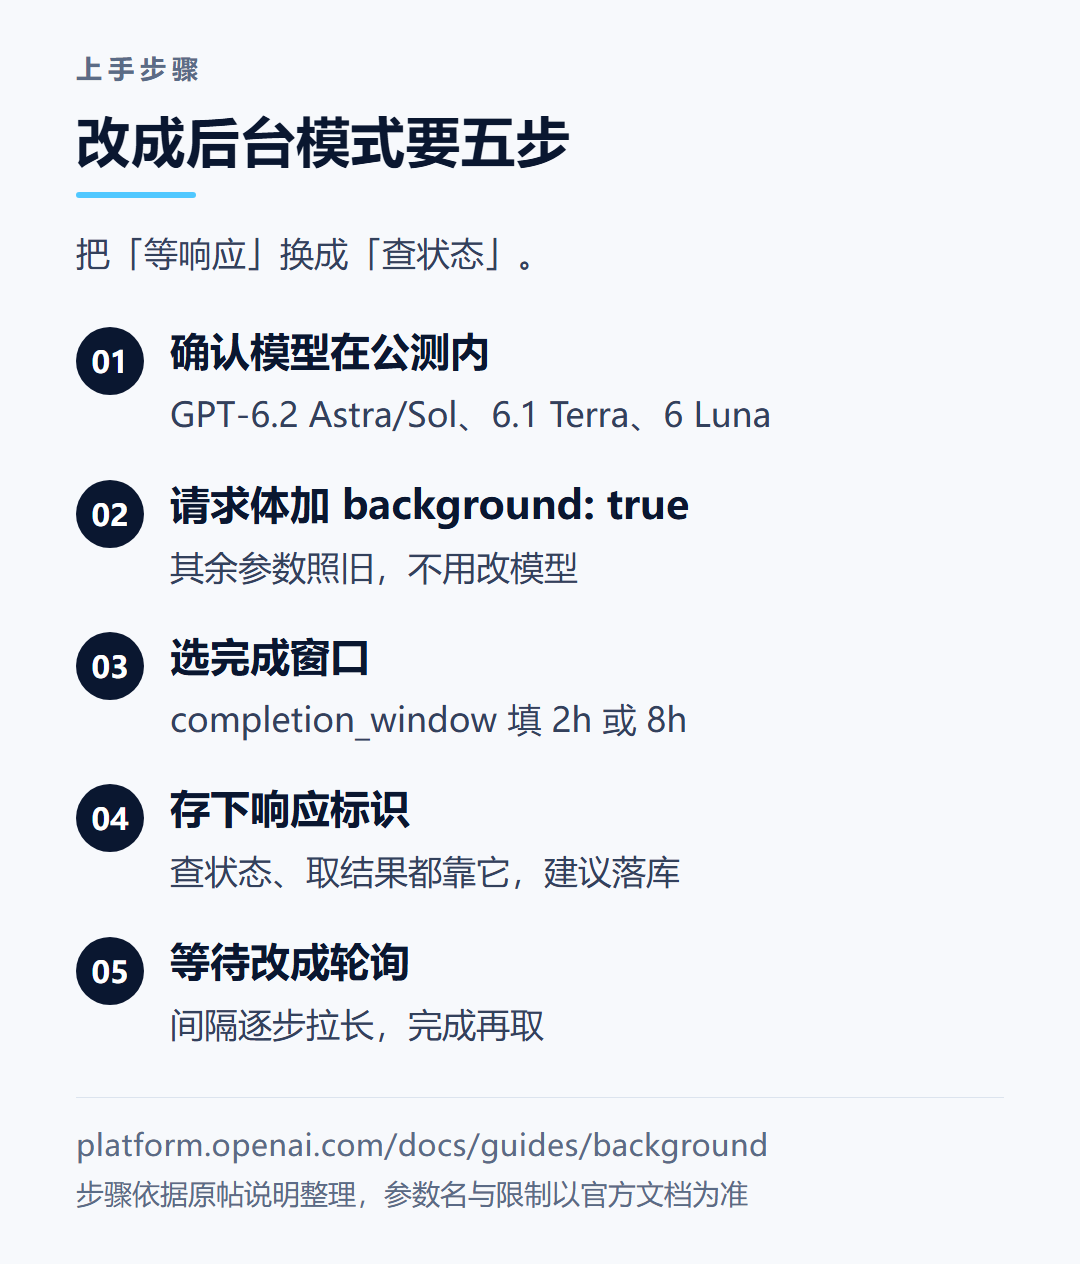 上手步骤
改成后台模式要五步
把「等响应」换成「查状态」。
01
确认模型在公测内
GPT-6.2 Astra/Sol、6.1 Terra、6 Luna
02
请求体加 background: true
其余参数照旧，不用改模型
03
选完成窗口
completion_window 填 2h 或 8h
04
存下响应标识
查状态、取结果都靠它，建议落库
05
等待改成轮询
间隔逐步拉长，完成再取
platform.openai.com/docs/guides/background
步骤依据原帖说明整理，参数名与限制以官方文档为准